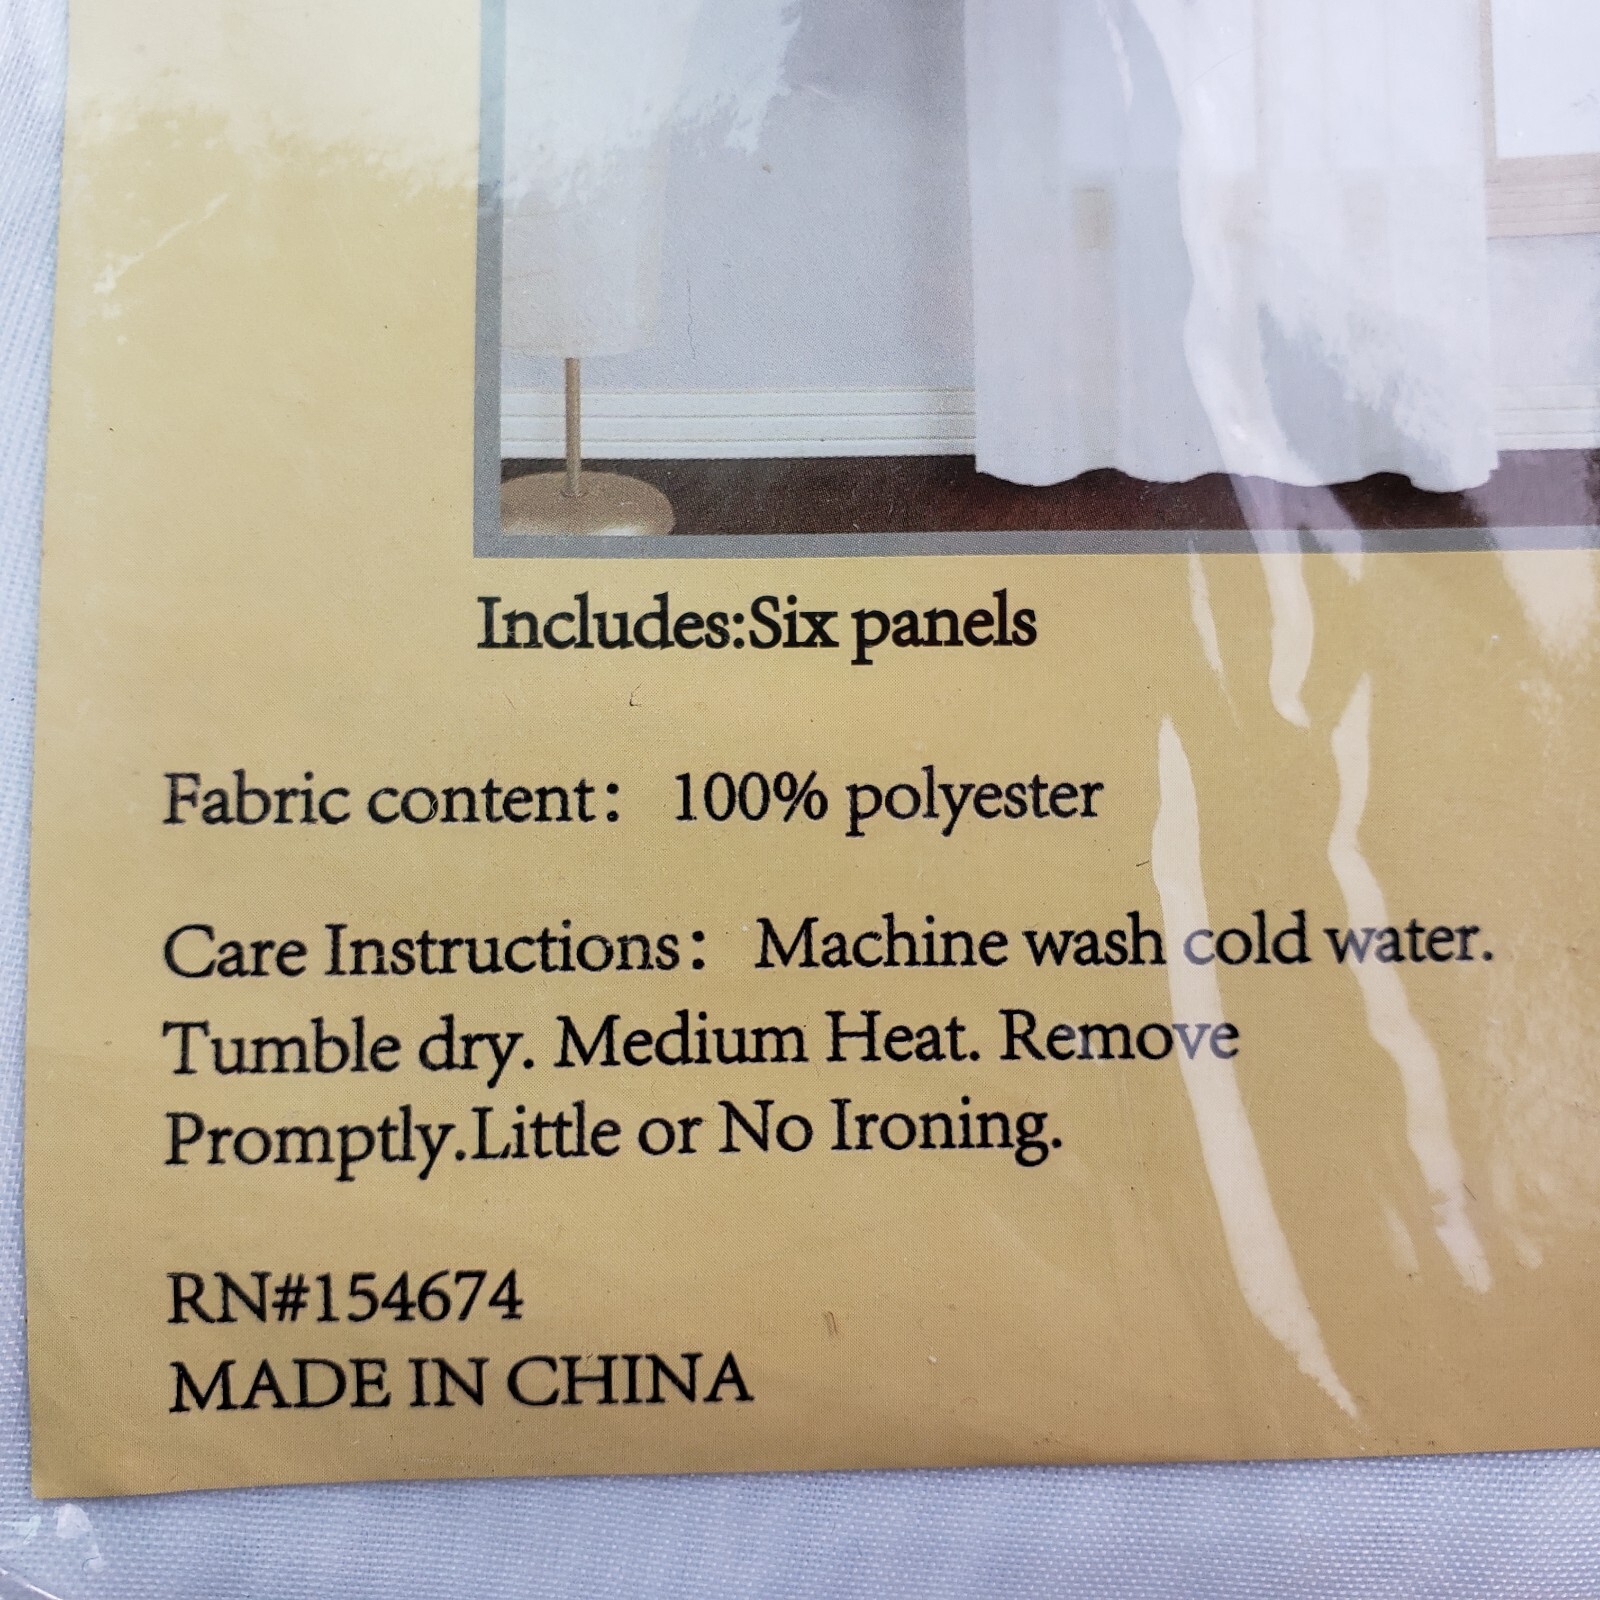 Includes:Six panels
Fabric content: 100% polyester
Care Instructions: Machine wash cold water.
Tumble dry. Medium Heat. Remove
Promptly.Little or No Ironing.
RN#154674
MADE IN CHINA